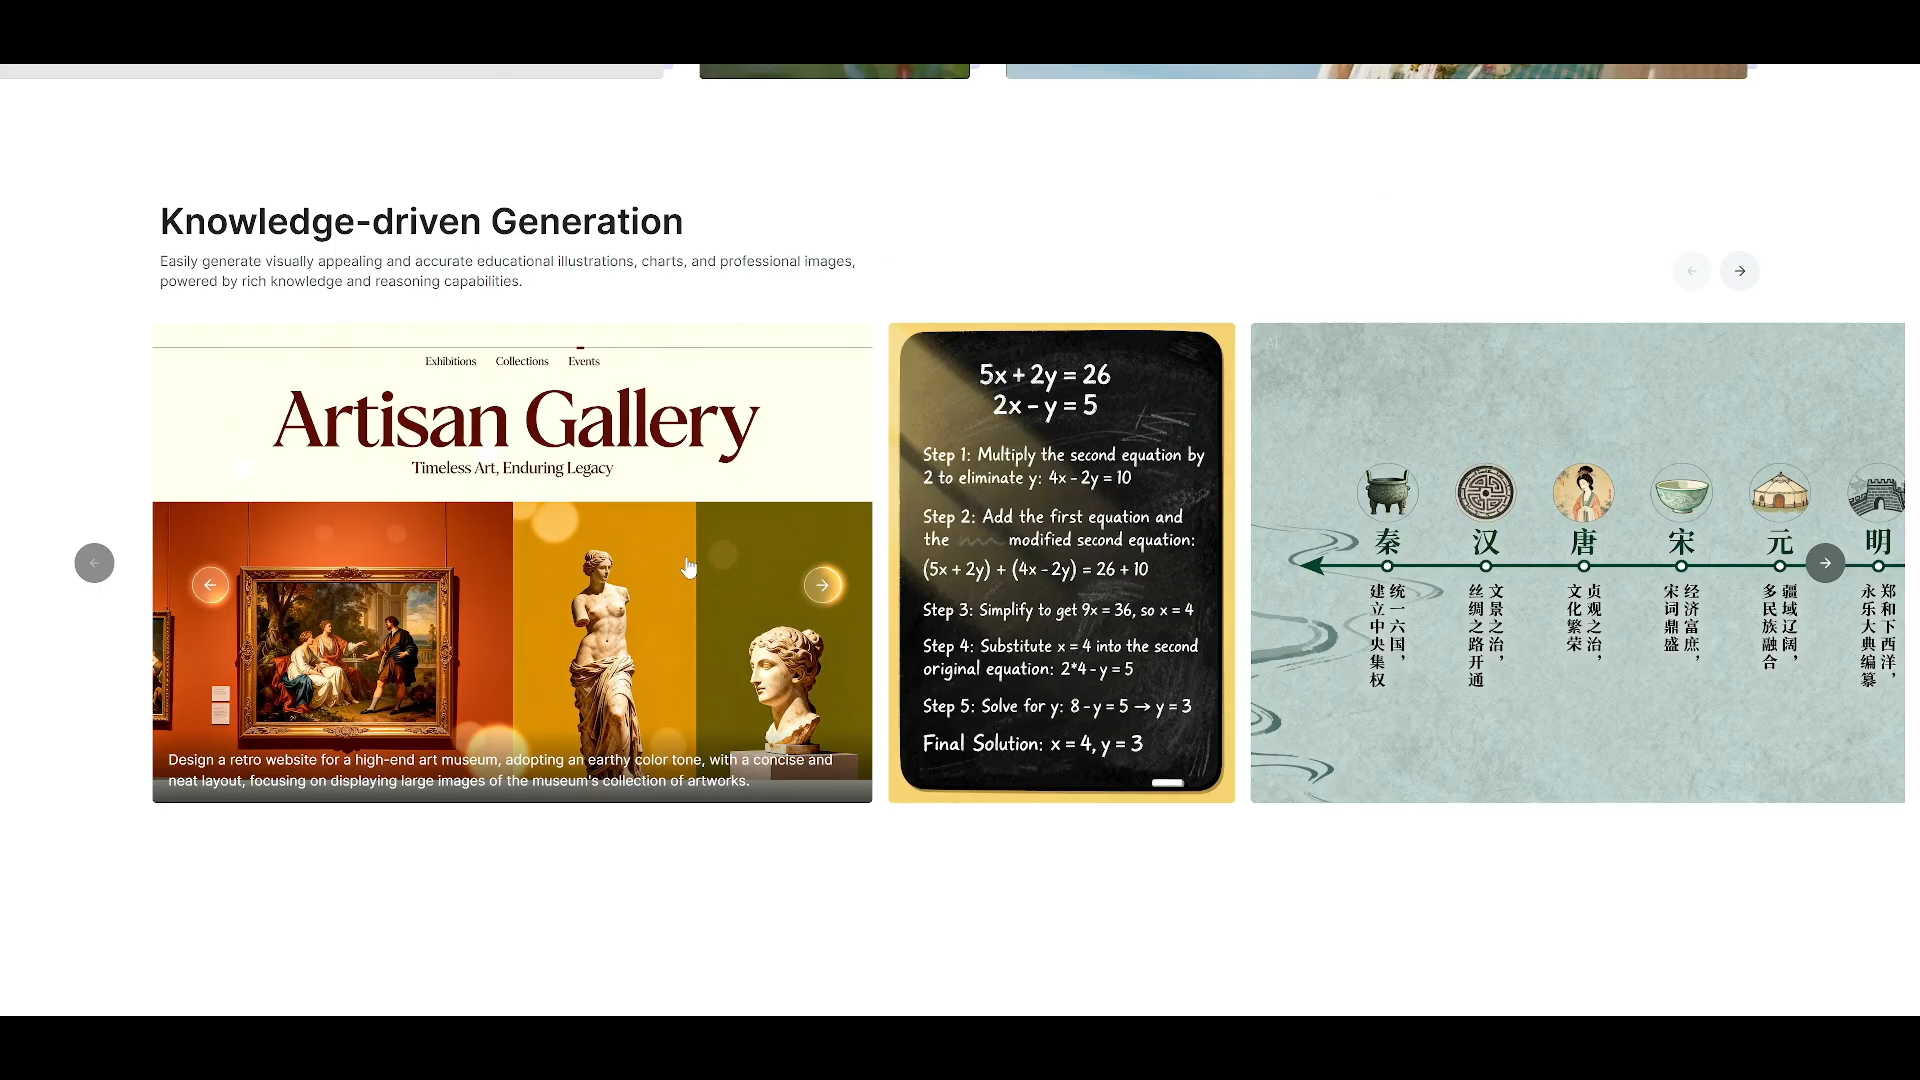 Knowledge-driven Generation
Easily generate visually appealing and accurate educational illustrations, charts, and professional images,
powered by rich knowledge and reasoning capabilities.
Exhibitions Collections Events
Artisan Gallery
Timeless Art, Enduring Legacy
Design a retro website for a high-end art museum, adopting an earthy color tone, with a concise and
neat layout, focusing on displaying large images of the museum's collection of artworks.
5x + 2y = 26
2x - y = 5
Step 1: Multiply the second equation by
2 to eliminate y: 4x - 2y = 10
Step 2: Add the first equation and
the modified second equation:
(5x + 2y) + (4x - 2y) = 26 + 10
Step 3: Simplify to get 9x = 36, so x = 4
Step 4: Substitute x = 4 into the second
original equation: 2*4 - y = 5
Step 5: Solve for y: 8 - y = 5 → y = 3
Final Solution: x = 4, y = 3
秦
统一六国，
建立中央集权
汉
文景之治，
丝绸之路开通
唐
贞观之治，
文化繁荣
宋
经济富庶，
宋词鼎盛
元
疆域辽阔，
多民族融合
明
郑和下西洋，
永乐大典编纂